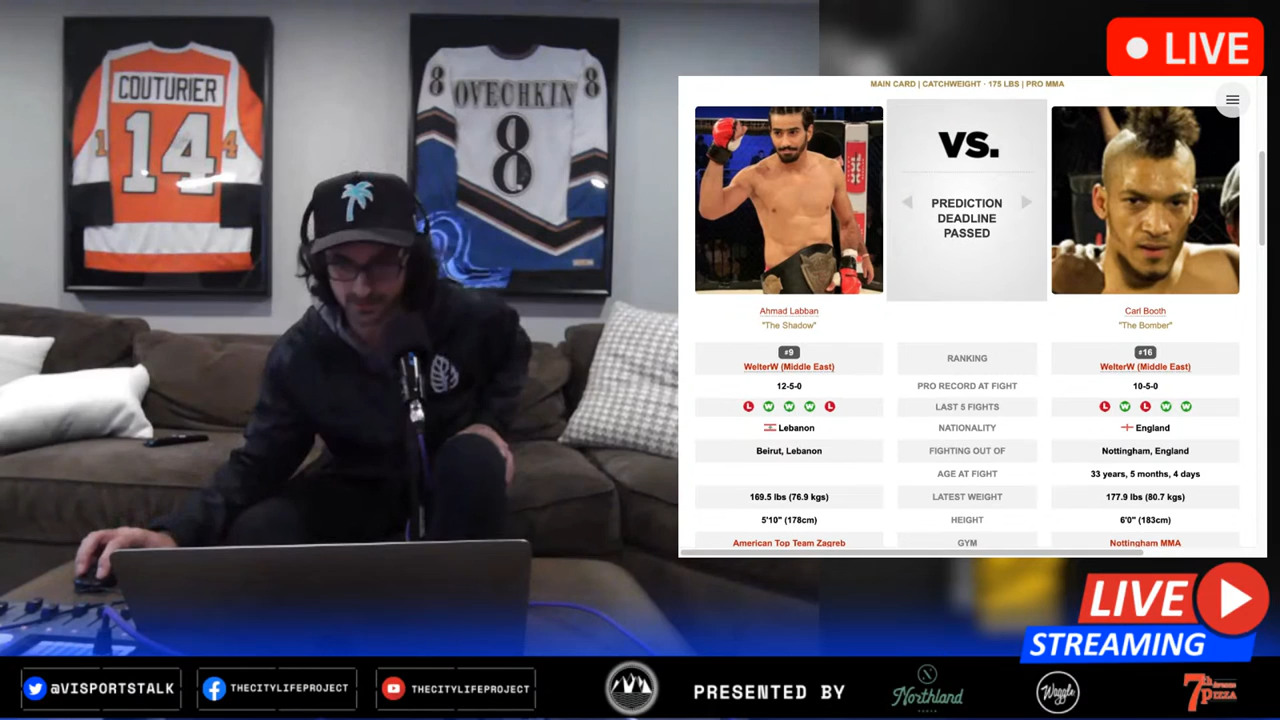 LIVE
COUTURIER
14
14
8
OVECHKIN
8
8
MAIN CARD | CATCHWEIGHT · 175 LBS | PRO MMA
VS.
PREDICTION
DEADLINE
PASSED
Ahmad Labban
Carl Booth
"The Shadow"
"The Bomber"
#9
RANKING
#16
WelterW (Middle East)
WelterW (Middle East)
12-5-0
PRO RECORD AT FIGHT
10-5-0
L W W W L
LAST 5 FIGHTS
L W L W W
Lebanon
NATIONALITY
England
Beirut, Lebanon
FIGHTING OUT OF
Nottingham, England
AGE AT FIGHT
33 years, 5 months, 4 days
169.5 lbs (76.9 kgs)
LATEST WEIGHT
177.9 lbs (80.7 kgs)
5'10" (178cm)
HEIGHT
6'0" (183cm)
American Top Team Zagreb
GYM
Nottingham MMA
LIVE
STREAMING
@VISPORTSTALK
THECITYLIFEPROJECT
THECITYLIFEPROJECT
PRESENTED BY
Northland
Waggle
7th Avenue
PIZZA